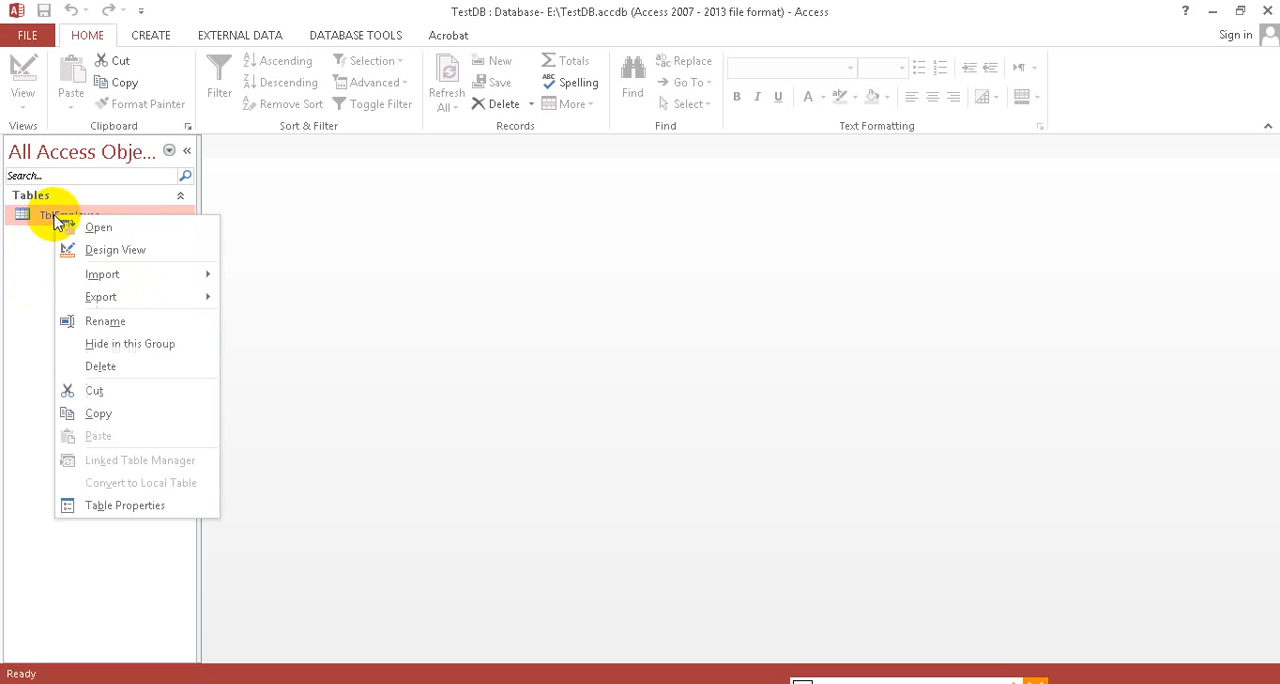 TestDB : Database- E:\TestDB.accdb (Access 2007 - 2013 file format) - Access
?
FILE
HOME
CREATE
EXTERNAL DATA
DATABASE TOOLS
Acrobat
Sign in
View
Paste
Cut
Copy
Format Painter
Filter
Ascending
Descending
Remove Sort
Selection
Advanced
Toggle Filter
Refresh
All
New
Save
Delete
Totals
Spelling
More
Find
Replace
Go To
Select
B I U A
Views
Clipboard
Sort & Filter
Records
Find
Text Formatting
All Access Obje...
Search...
Tables
Open
Design View
Import
Export
Rename
Hide in this Group
Delete
Cut
Copy
Paste
Linked Table Manager
Convert to Local Table
Table Properties
Ready